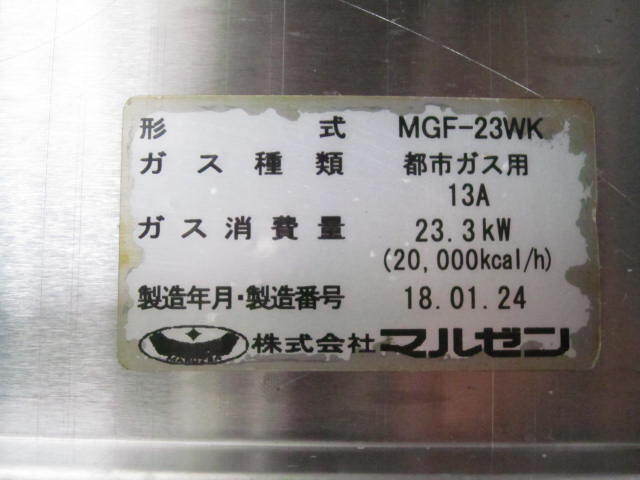 形式 MGF-23WK
ガス種類 都市ガス用
13A
ガス消費量 23.3kW
(20,000kcal/h)
製造年月・製造番号 18.01.24
MARUZEN 株式会社マルゼン